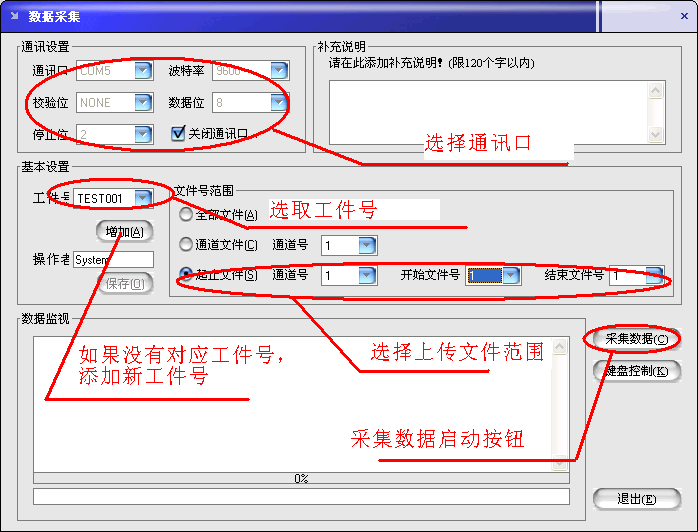 数据采集
通讯设置
通讯口 COM5 波特率 9600
校验位 NONE 数据位 8
停止位 2 关闭通讯口
补充说明
请在此添加补充说明! (限120个字以内)
选择通讯口
基本设置
工件号 TEST001
增加(A)
操作者 System
保存(O)
文件号范围
全部文件(A)
选取工件号
通道文件(C) 通道号 1
起止文件(S) 通道号 1 开始文件号 结束文件号 1
数据监视
如果没有对应工件号,
添加新工件号
选择上传文件范围
采集数据启动按钮
0%
采集数据(C)
键盘控制(K)
退出(E)